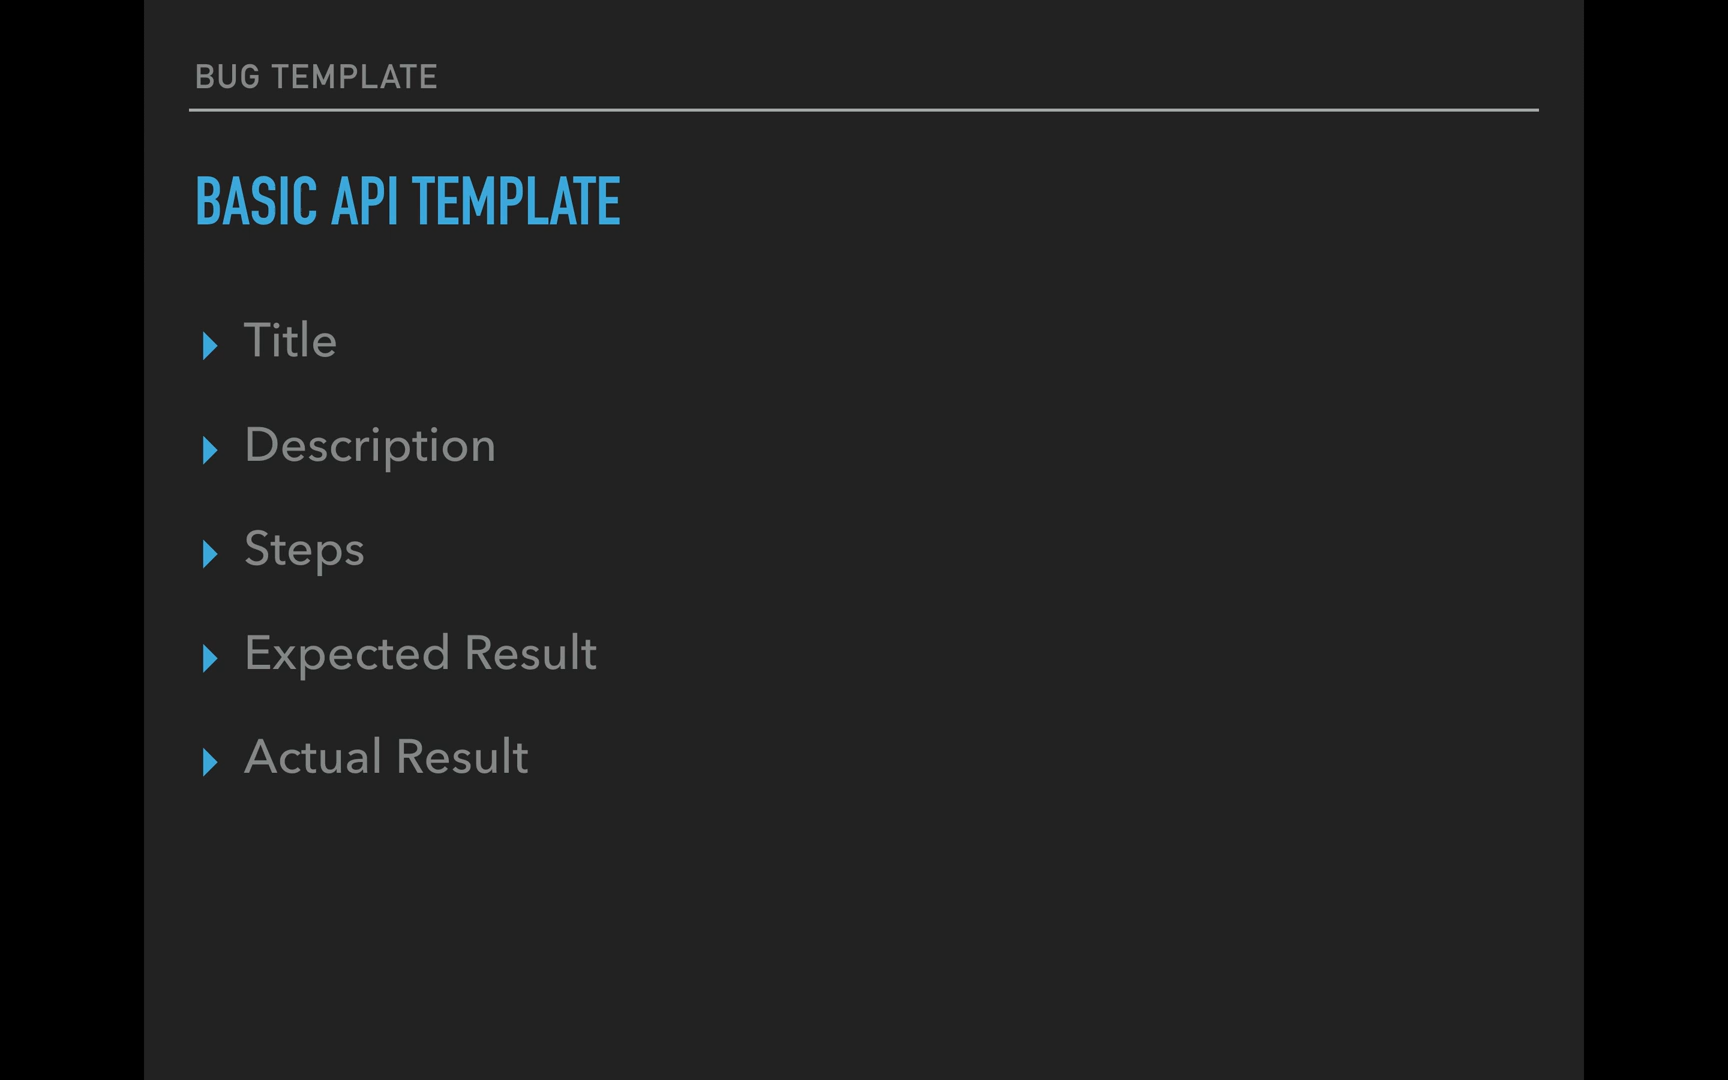 BUG TEMPLATE
BASIC API TEMPLATE
Title
Description
Steps
Expected Result
Actual Result